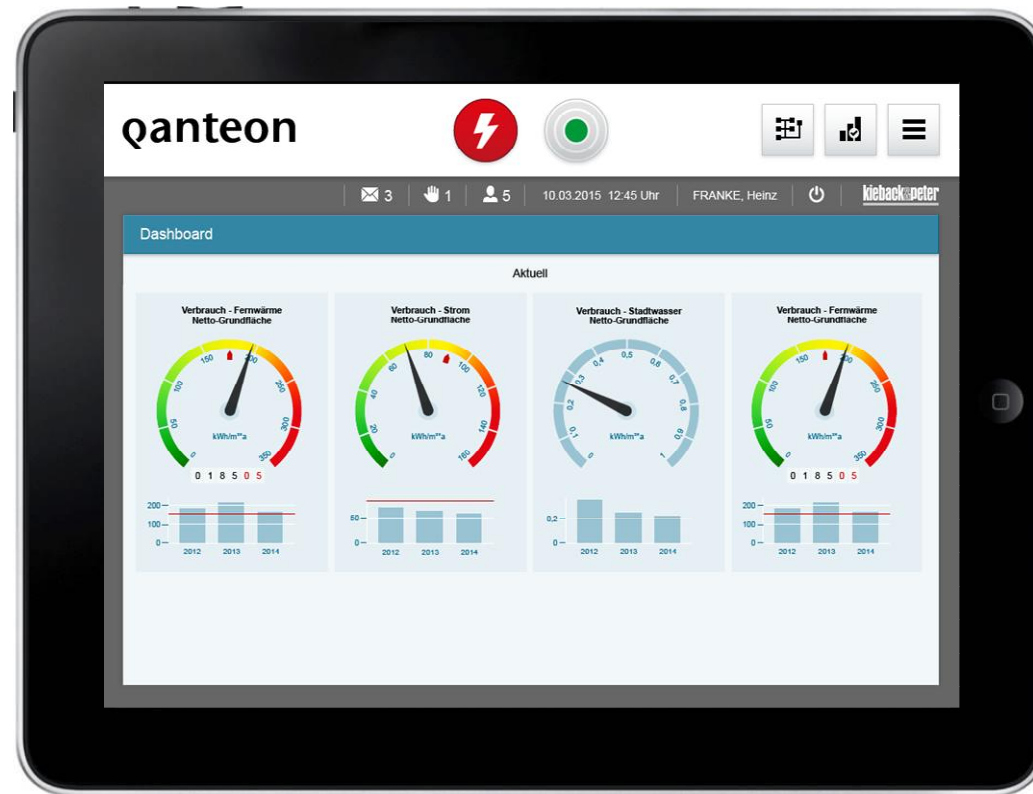 qanteon
3 1 5 10.03.2015 12:45 Uhr FRANKE, Heinz kieback&peter
Dashboard
Aktuell
Verbrauch - Fernwärme
Netto-Grundfläche
0 50 100 150 200 250 300 350
kWh/m²*a
0 1 8 5 0 5
200
100
0
2012 2013 2014
Verbrauch - Strom
Netto-Grundfläche
0 20 40 60 80 100 120 140 160
kWh/m²*a
50
0
2012 2013 2014
Verbrauch - Stadtwasser
Netto-Grundfläche
0 0,1 0,2 0,3 0,4 0,5 0,6 0,7 0,8 0,9 1
kWh/m²*a
0,2
0
2012 2013 2014
Verbrauch - Fernwärme
Netto-Grundfläche
0 50 100 150 200 250 300 350
kWh/m²*a
0 1 8 5 0 5
200
100
0
2012 2013 2014